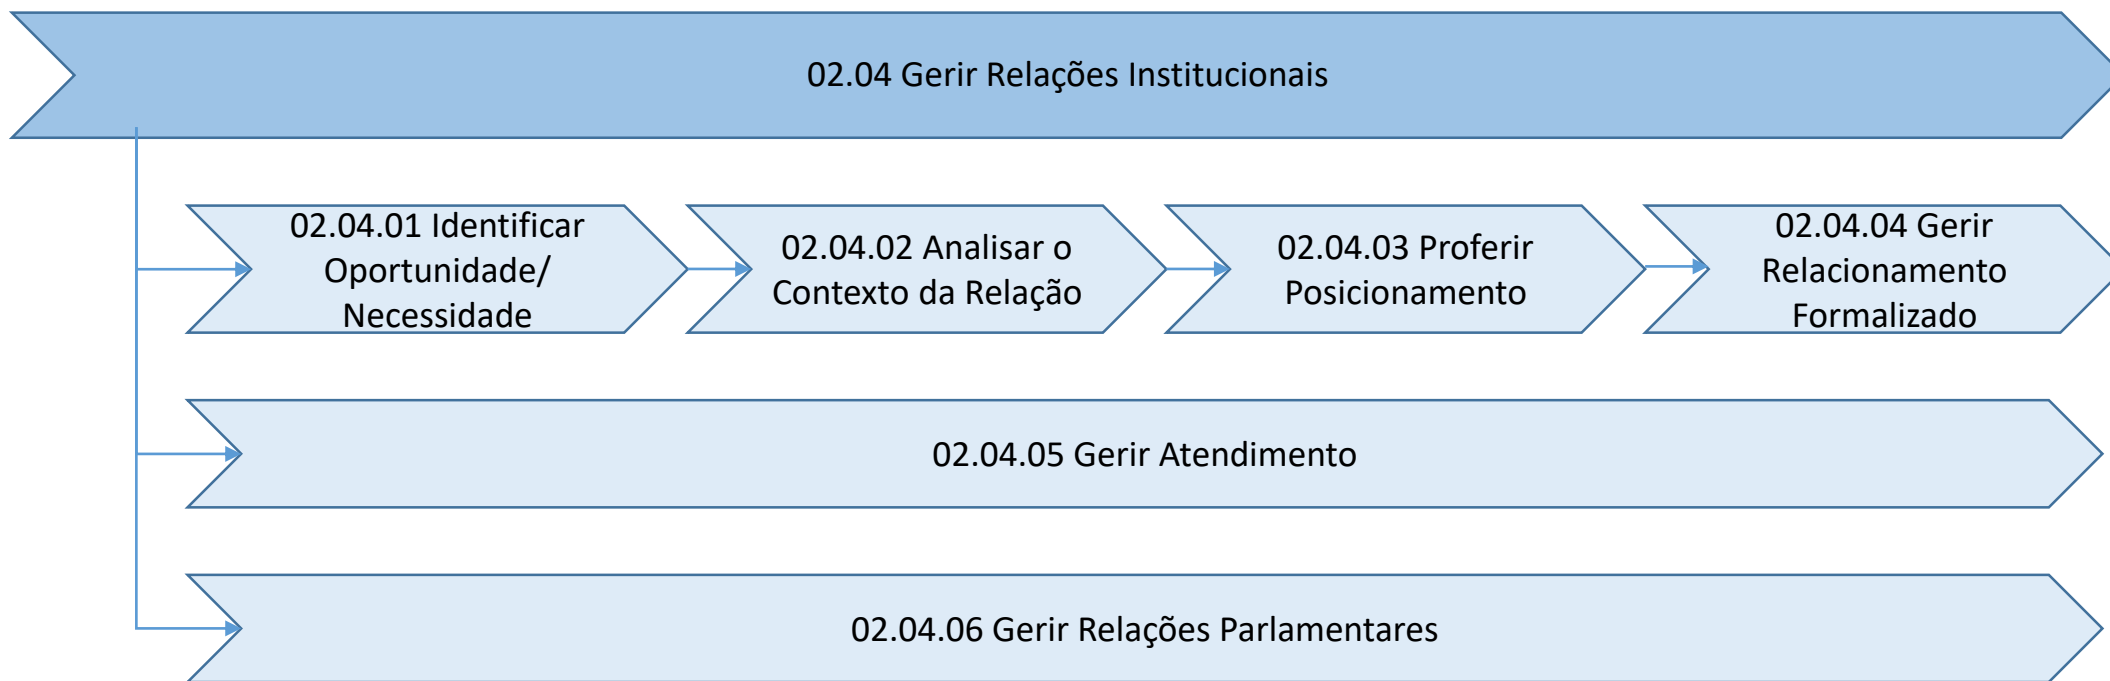 02.04 Gerir Relações Institucionais
02.04.01 Identificar
Oportunidade/
Necessidade
02.04.02 Analisar o
Contexto da Relação
02.04.03 Proferir
Posicionamento
02.04.04 Gerir
Relacionamento
Formalizado
02.04.05 Gerir Atendimento
02.04.06 Gerir Relações Parlamentares